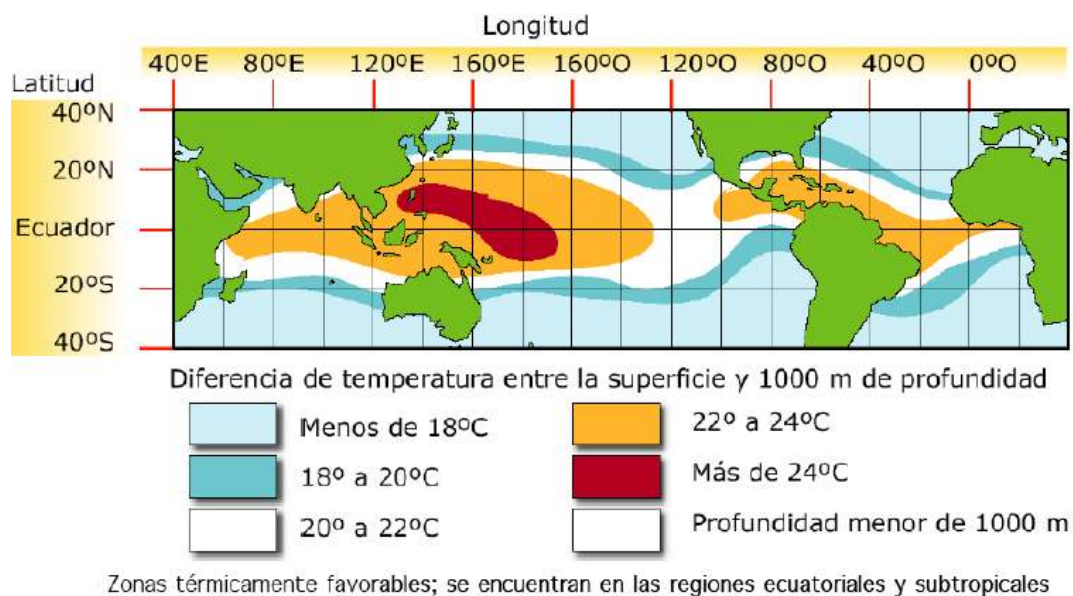 Longitud
40ºE 80ºE 120ºE 160ºE 160ºO 120ºO 80ºO 40ºO 0ºO
Latitud
40ºN
20ºN
Ecuador
20ºS
40ºS
Diferencia de temperatura entre la superficie y 1000 m de profundidad
Menos de 18ºC
22º a 24ºC
18º a 20ºC
Más de 24ºC
20º a 22ºC
Profundidad menor de 1000 m
Zonas térmicamente favorables; se encuentran en las regiones ecuatoriales y subtropicales